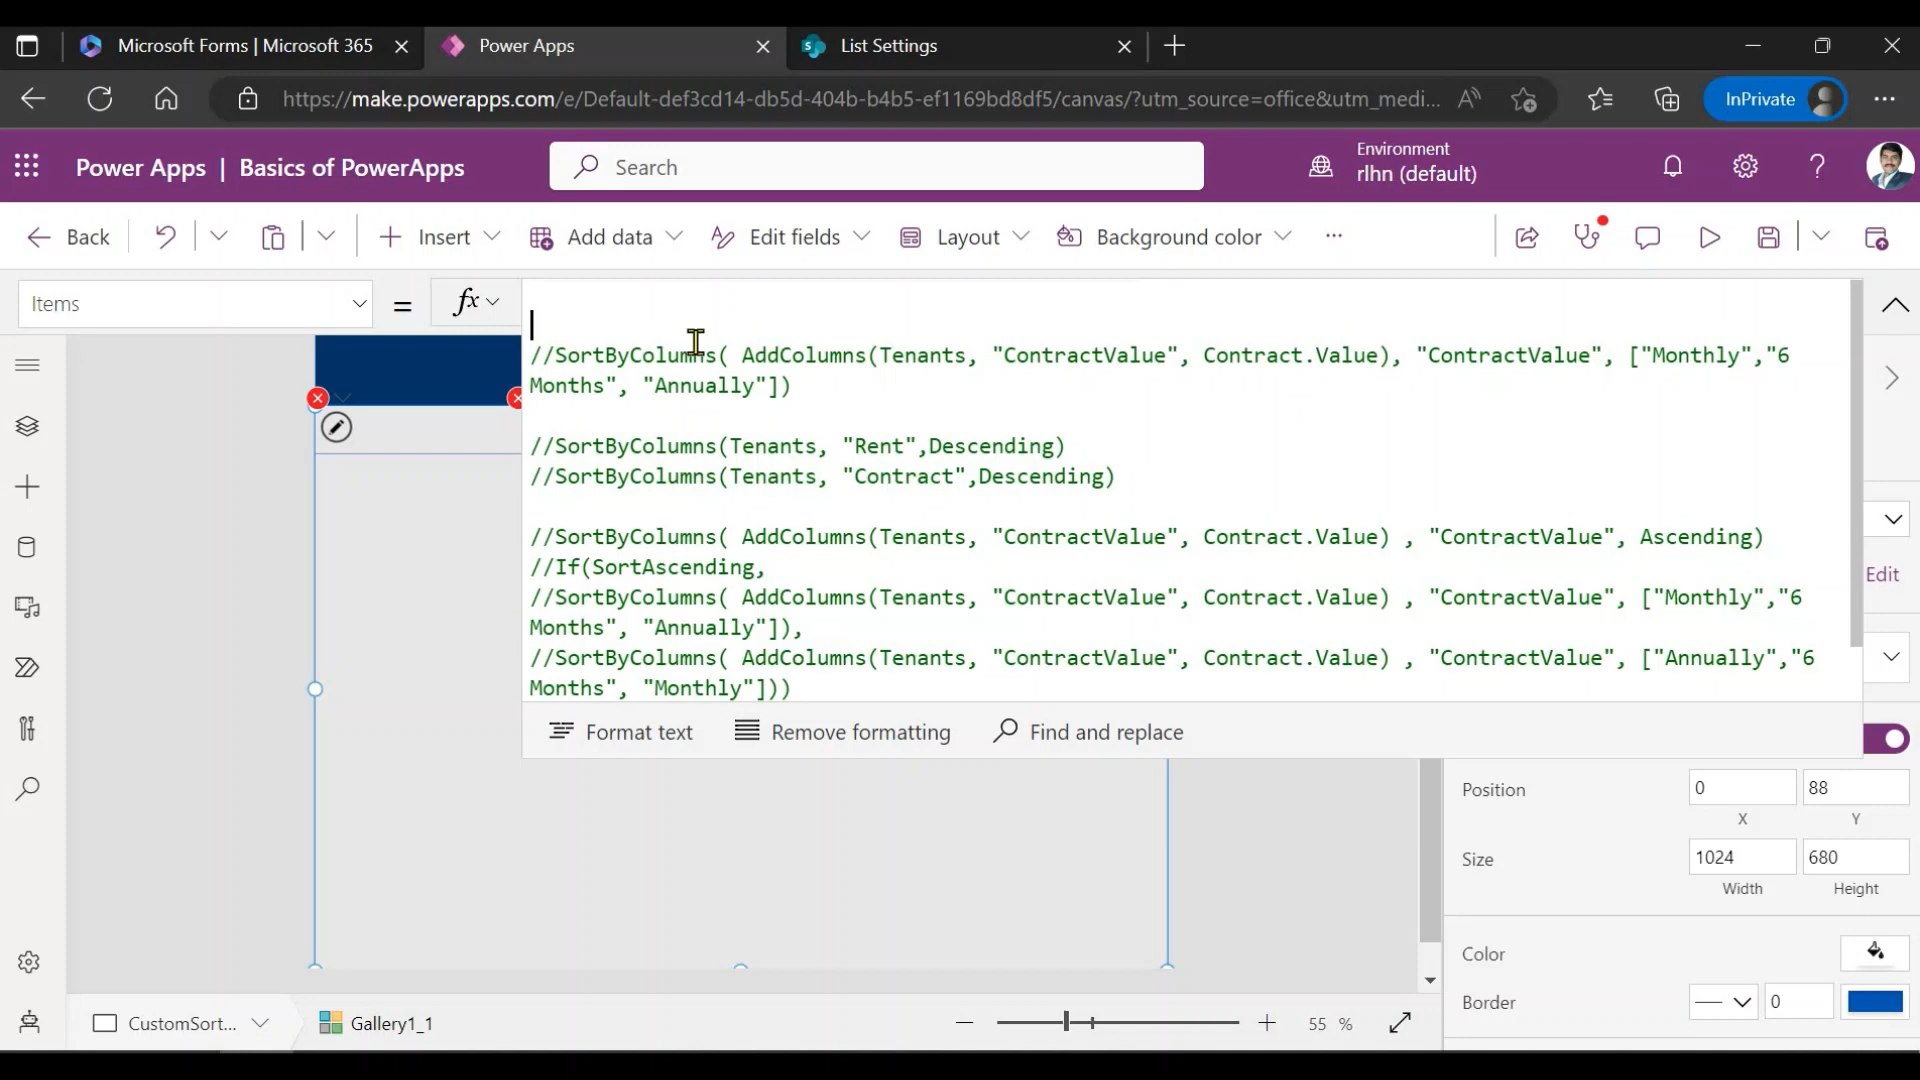 Microsoft Forms | Microsoft 365
Power Apps
List Settings
https://make.powerapps.com/e/Default-def3cd14-db5d-404b-b4b5-ef1169bd8df5/canvas/?utm_source=office&utm_medi...
InPrivate
Power Apps | Basics of PowerApps
Search
Environment
rlhn (default)
Back
Insert
Add data
Edit fields
Layout
Background color
Items
=
fx
//SortByColumns( AddColumns(Tenants, "ContractValue", Contract.Value), "ContractValue", ["Monthly","6
Months", "Annually"])
//SortByColumns(Tenants, "Rent",Descending)
//SortByColumns(Tenants, "Contract",Descending)
//SortByColumns( AddColumns(Tenants, "ContractValue", Contract.Value) , "ContractValue", Ascending)
//If(SortAscending,
//SortByColumns( AddColumns(Tenants, "ContractValue", Contract.Value) , "ContractValue", ["Monthly","6
Months", "Annually"]),
//SortByColumns( AddColumns(Tenants, "ContractValue", Contract.Value) , "ContractValue", ["Annually","6
Months", "Monthly"]))
Edit
Format text
Remove formatting
Find and replace
Position
0
88
X
Y
Size
1024
680
Width
Height
Color
Border
0
CustomSort...
Gallery1_1
55 %